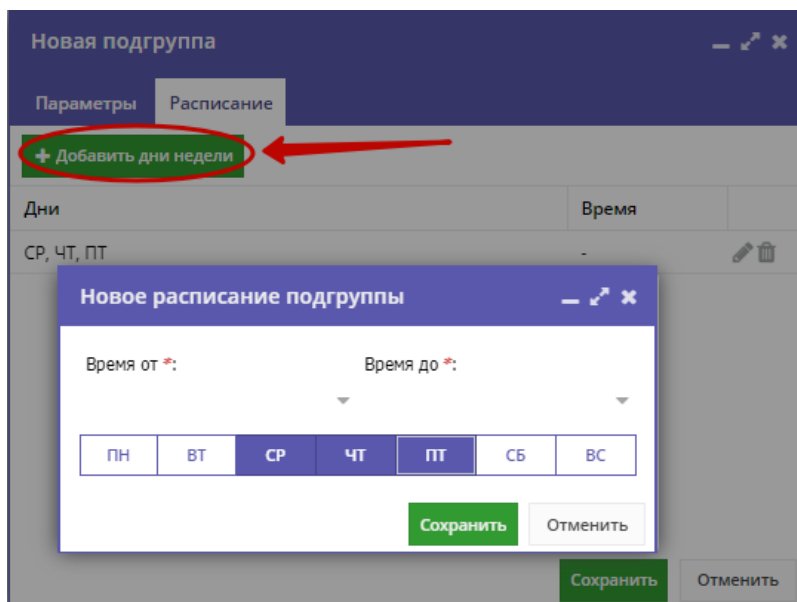 Новая подгруппа
Параметры Расписание
+ Добавить дни недели
Дни Время
СР, ЧТ, ПТ -
Новое расписание подгруппы
Время от *: Время до *:
ПН ВТ СР ЧТ ПТ СБ ВС
Сохранить Отменить
Сохранить Отменить